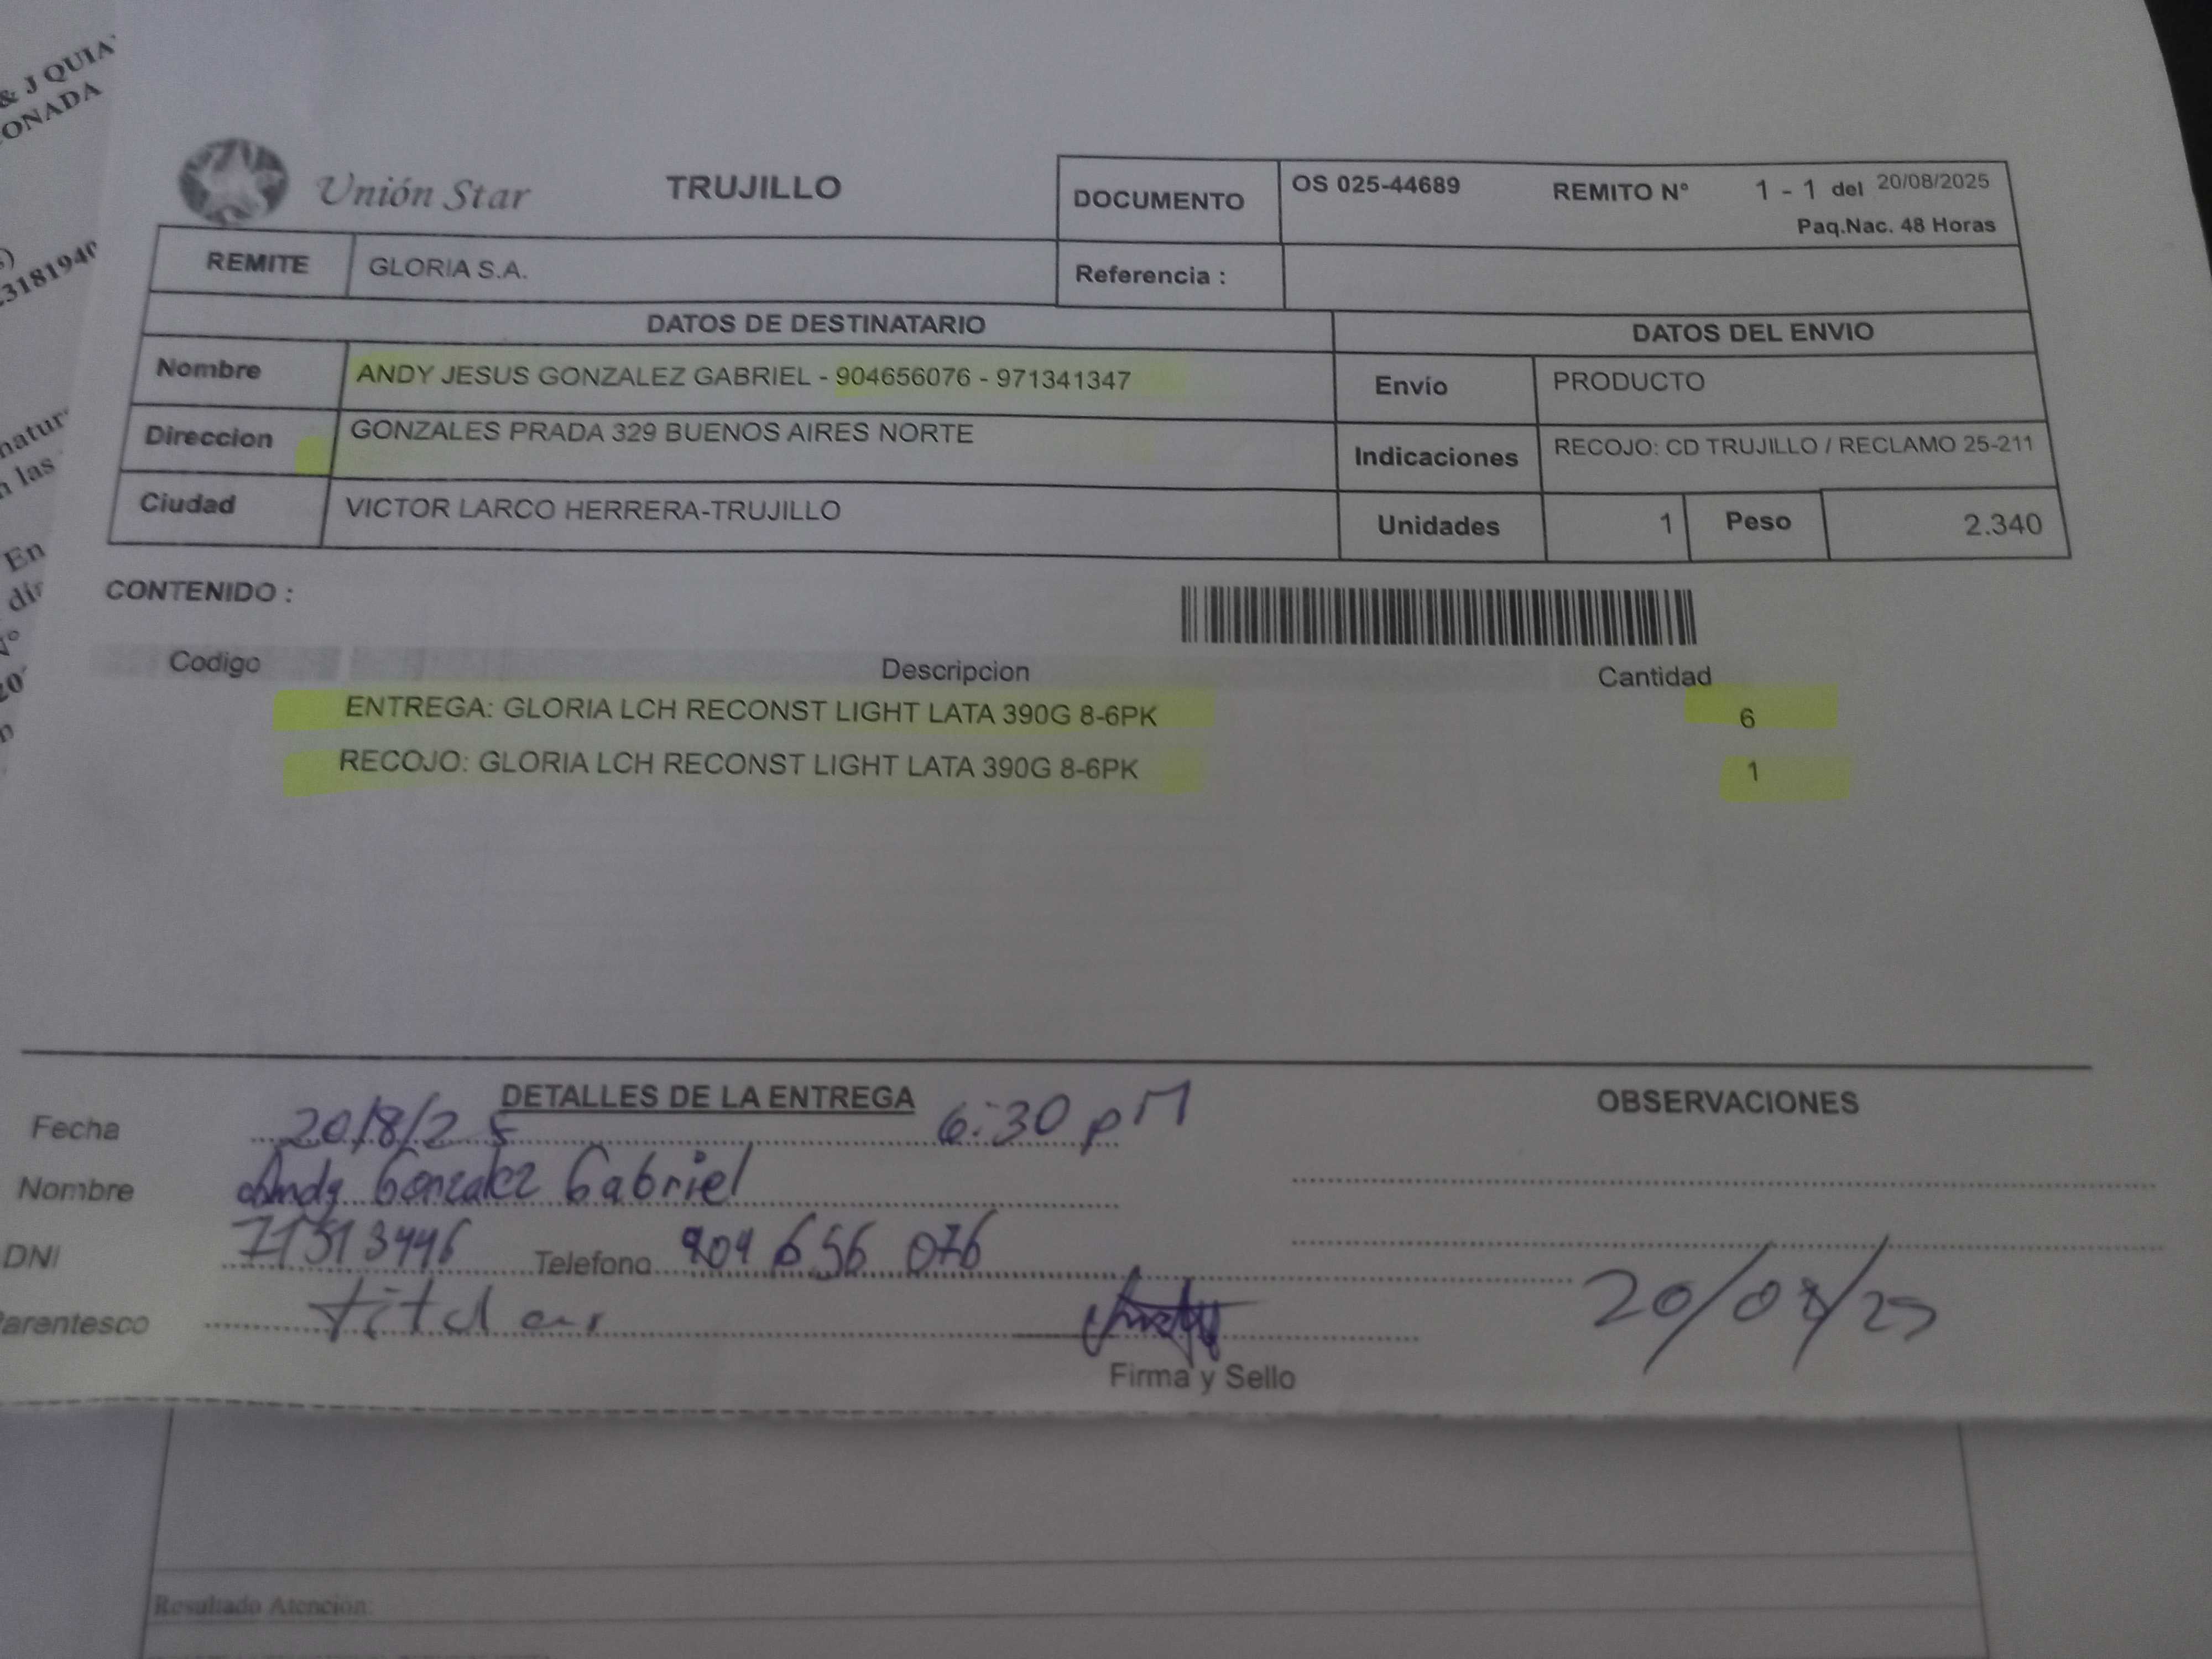 & J QUIA
ONADA
318194
natur
las
En
Unión Star
TRUJILLO
DOCUMENTO OS 025-44689 REMITO N° 1 - 1 del 20/08/2025
Paq.Nac. 48 Horas
REMITE GLORIA S.A. Referencia :
DATOS DE DESTINATARIO DATOS DEL ENVIO
Nombre ANDY JESUS GONZALEZ GABRIEL - 904656076 - 971341347 Envío PRODUCTO
Direccion GONZALES PRADA 329 BUENOS AIRES NORTE Indicaciones RECOJO: CD TRUJILLO / RECLAMO 25-211
Ciudad VICTOR LARCO HERRERA-TRUJILLO Unidades 1 Peso 2.340
CONTENIDO :
Codigo Descripcion Cantidad
ENTREGA: GLORIA LCH RECONST LIGHT LATA 390G 8-6PK 6
RECOJO: GLORIA LCH RECONST LIGHT LATA 390G 8-6PK 1
DETALLES DE LA ENTREGA OBSERVACIONES
Fecha 20/8/25 6:30 pM
Nombre Andy Gonzalez Gabriel
DNI 71313446 Telefono 904 656 076
arentesco titular
20/08/25
Firma y Sello
Resultado Atención: